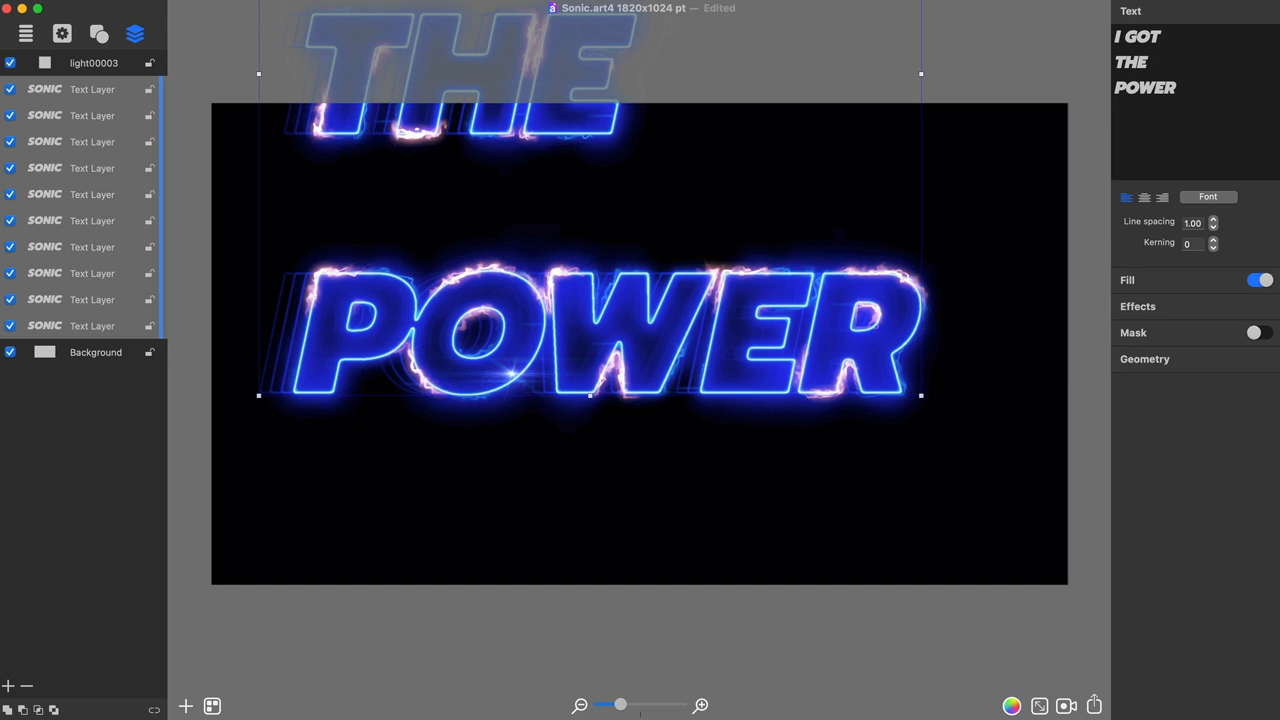 Sonic.art4 1820x1024 pt — Edited
light00003
SONIC Text Layer
SONIC Text Layer
SONIC Text Layer
SONIC Text Layer
SONIC Text Layer
SONIC Text Layer
SONIC Text Layer
SONIC Text Layer
SONIC Text Layer
SONIC Text Layer
Background
THE
POWER
Text
I GOT
THE
POWER
Font
Line spacing 1.00
Kerning 0
Fill
Effects
Mask
Geometry